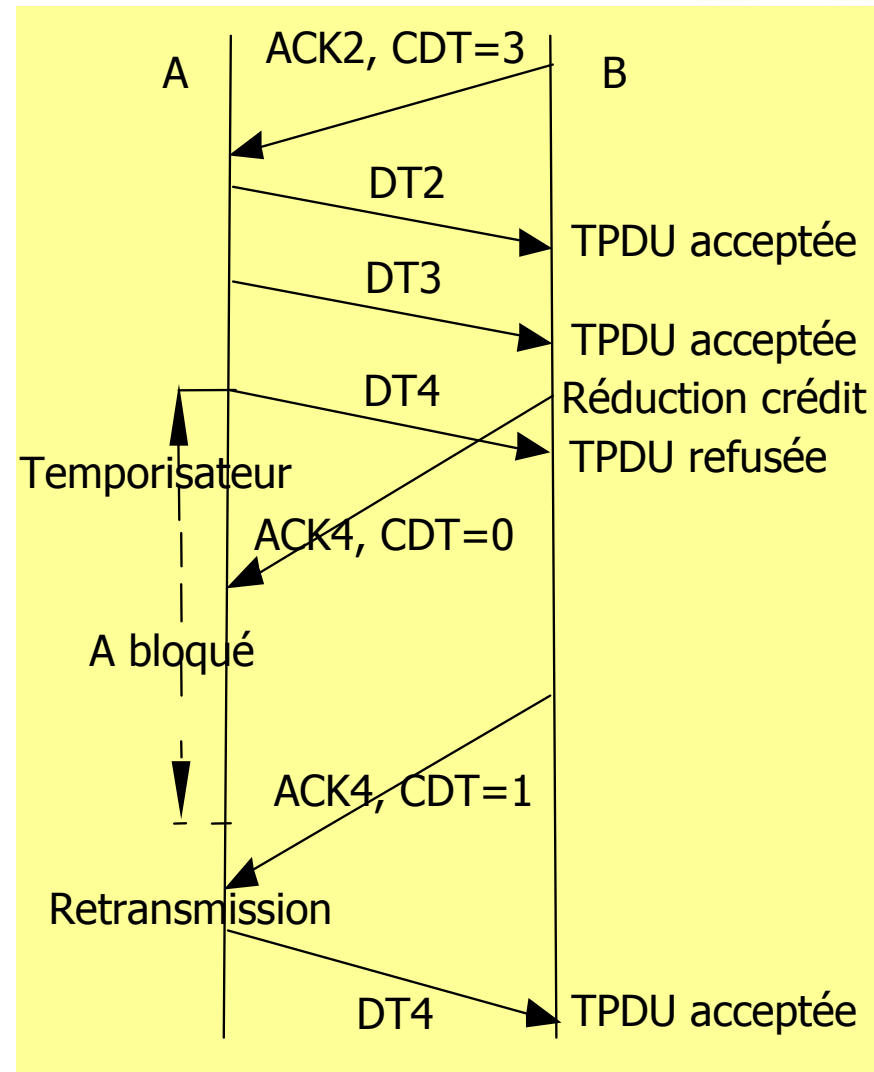 ACK2, CDT=3
A
B
DT2
TPDU acceptée
DT3
TPDU acceptée
DT4
Réduction crédit
TPDU refusée
Temporisateur
ACK4, CDT=0
A bloqué
ACK4, CDT=1
Retransmission
DT4
TPDU acceptée